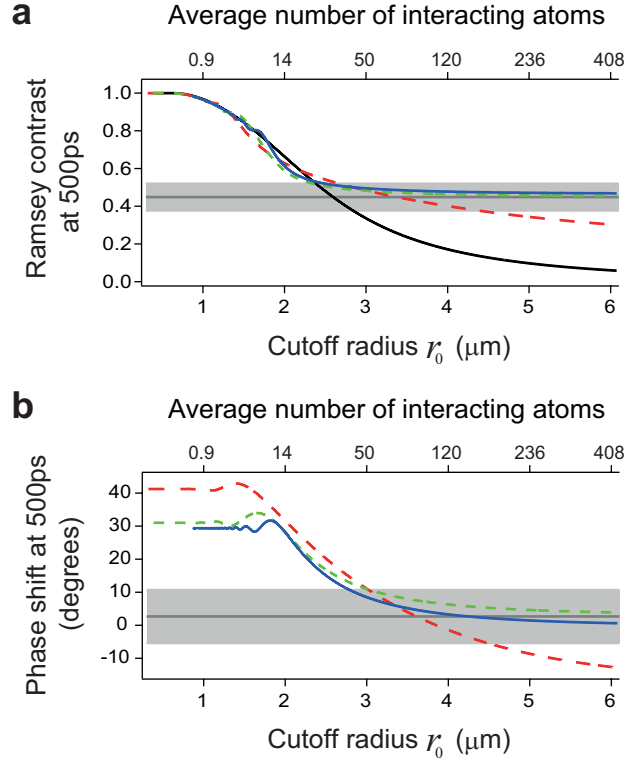 a
Average number of interacting atoms
0.9 14 50 120 236 408
Ramsey contrast
at 500ps
1.0
0.8
0.6
0.4
0.2
0.0
1 2 3 4 5 6
Cutoff radius r₀ (μm)
b
Average number of interacting atoms
0.9 14 50 120 236 408
Phase shift at 500ps
(degrees)
40
30
20
10
0
-10
1 2 3 4 5 6
Cutoff radius r₀ (μm)